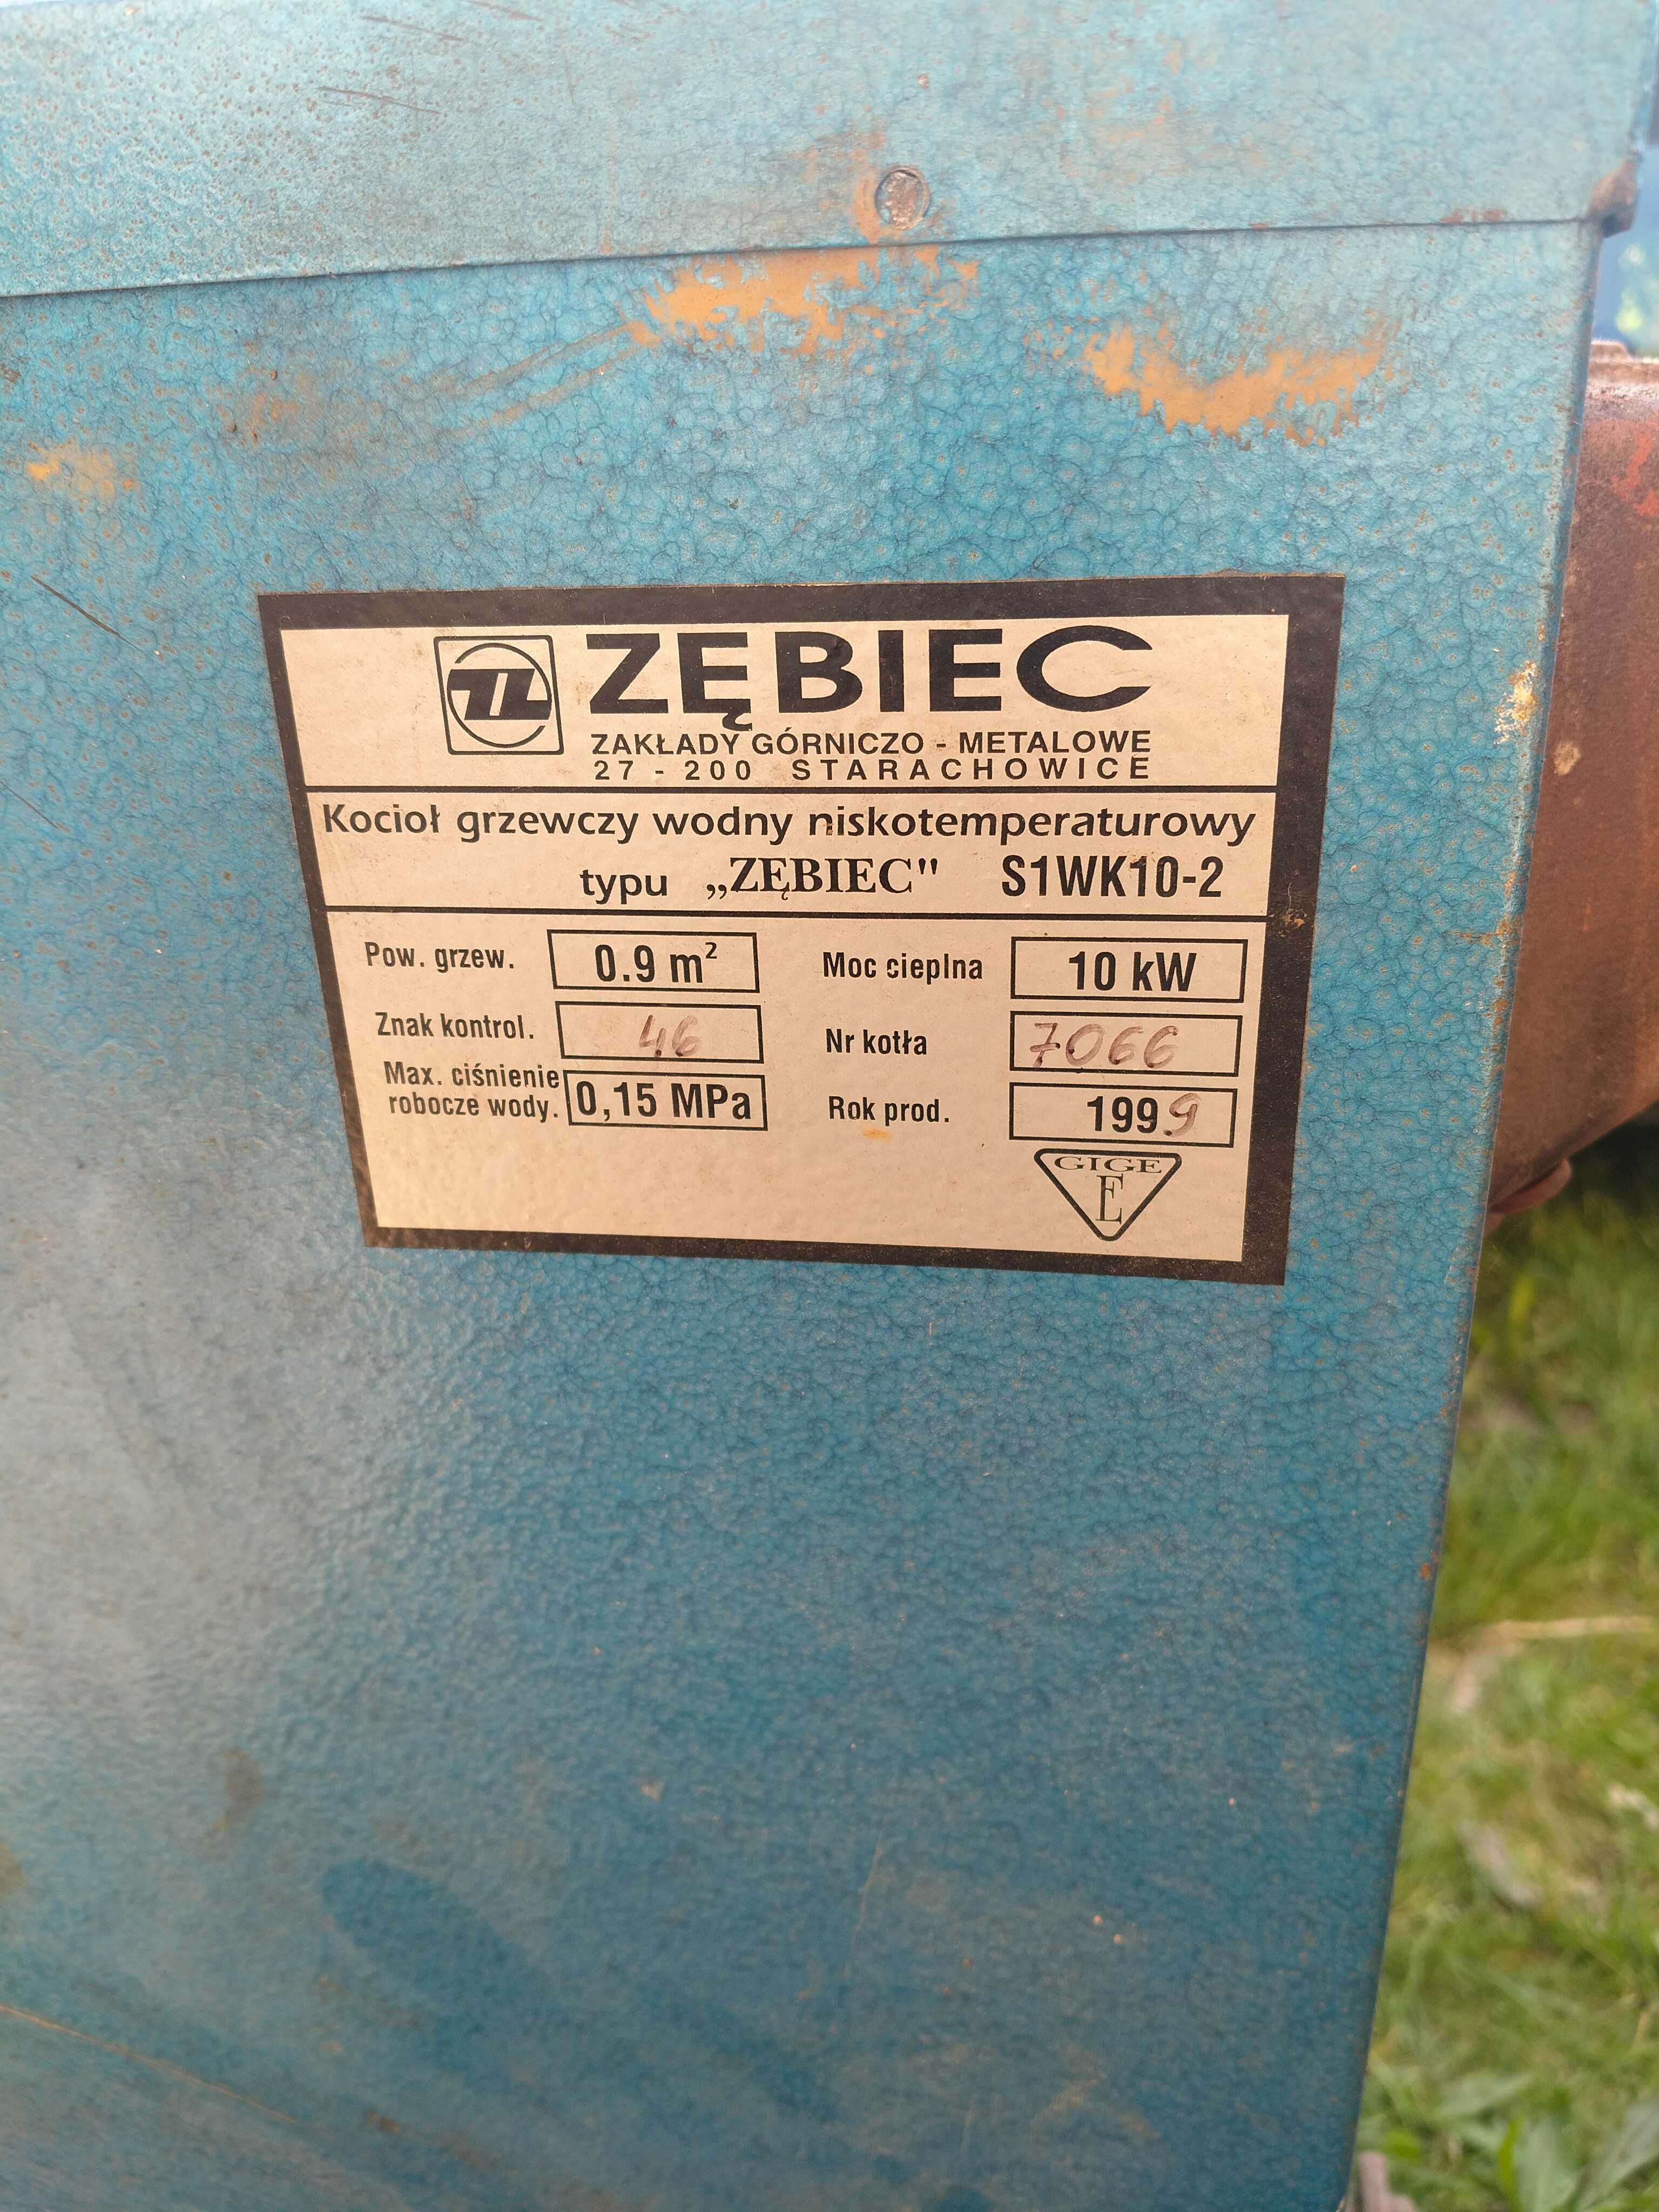 ZĘBIEC
ZAKŁADY GÓRNICZO - METALOWE
27 - 200 STARACHOWICE
Kocioł grzewczy wodny niskotemperaturowy
typu „ZĘBIEC" S1WK10-2
Pow. grzew. 0.9 m² Moc cieplna 10 kW
Znak kontrol. 46 Nr kotła 7066
Max. ciśnienie
robocze wody. 0,15 MPa Rok prod. 1999
GIGE
E